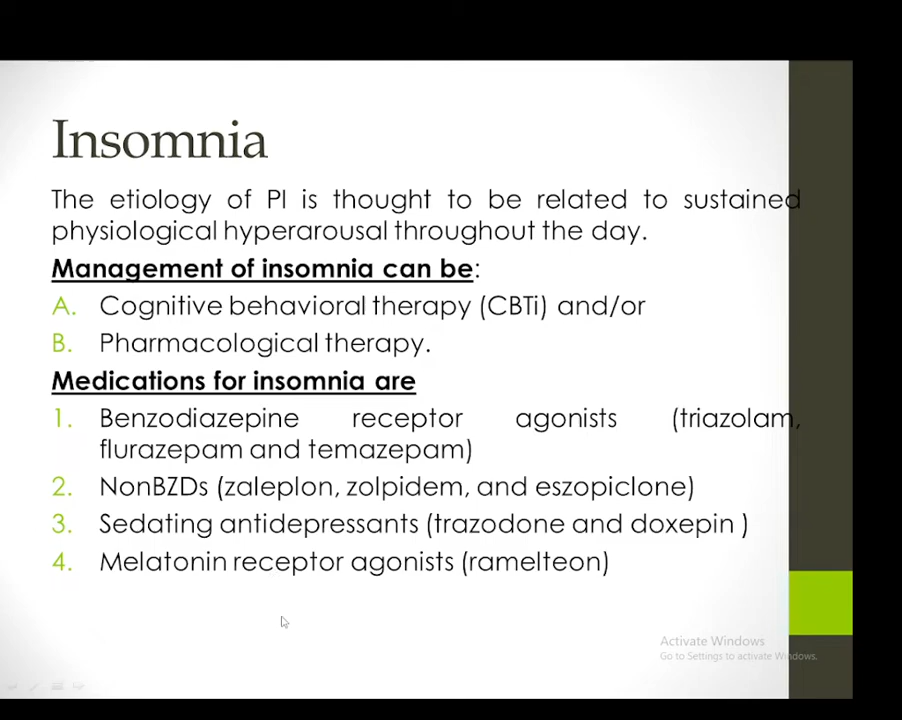 Insomnia
The etiology of PI is thought to be related to sustained
physiological hyperarousal throughout the day.
Management of insomnia can be:
A. Cognitive behavioral therapy (CBTi) and/or
B. Pharmacological therapy.
Medications for insomnia are
1. Benzodiazepine receptor agonists (triazolam,
flurazepam and temazepam)
2. NonBZDs (zaleplon, zolpidem, and eszopiclone)
3. Sedating antidepressants (trazodone and doxepin )
4. Melatonin receptor agonists (ramelteon)
Activate Windows
Go to Settings to activate Windows.